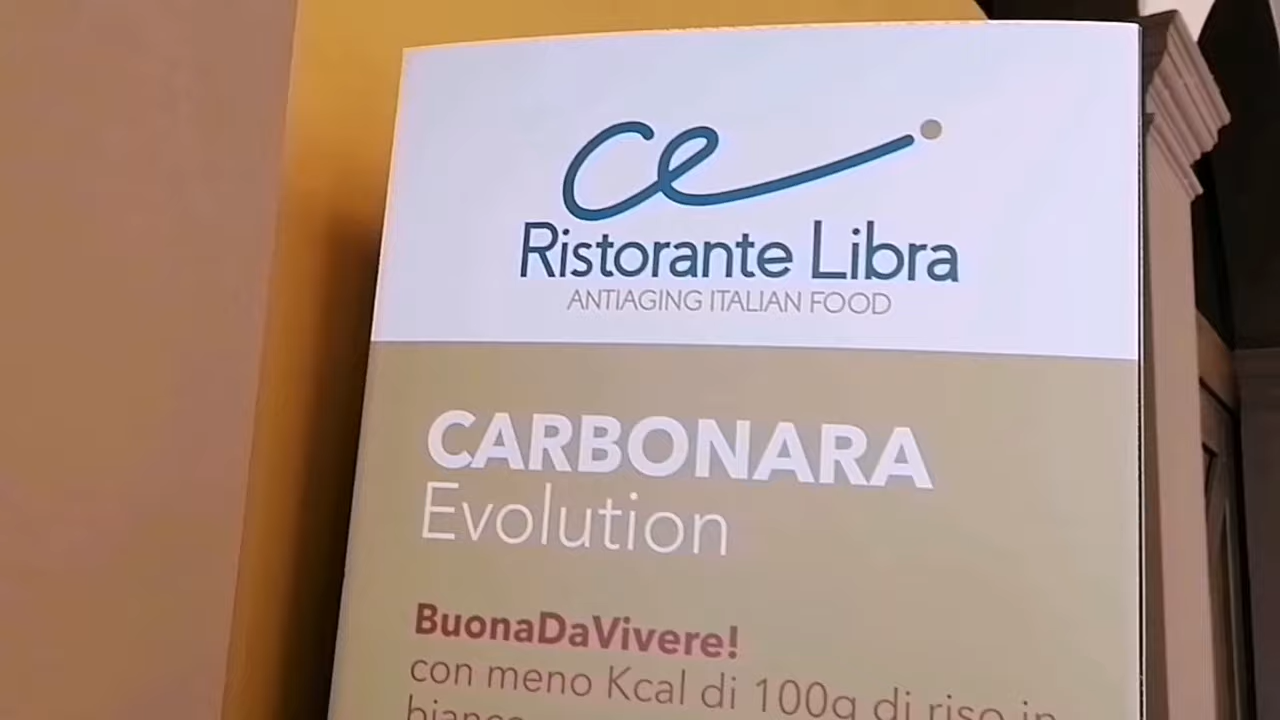 ce
Ristorante Libra
ANTIAGING ITALIAN FOOD
CARBONARA
Evolution
BuonaDaVivere!
con meno Kcal di 100g di riso in
bianco